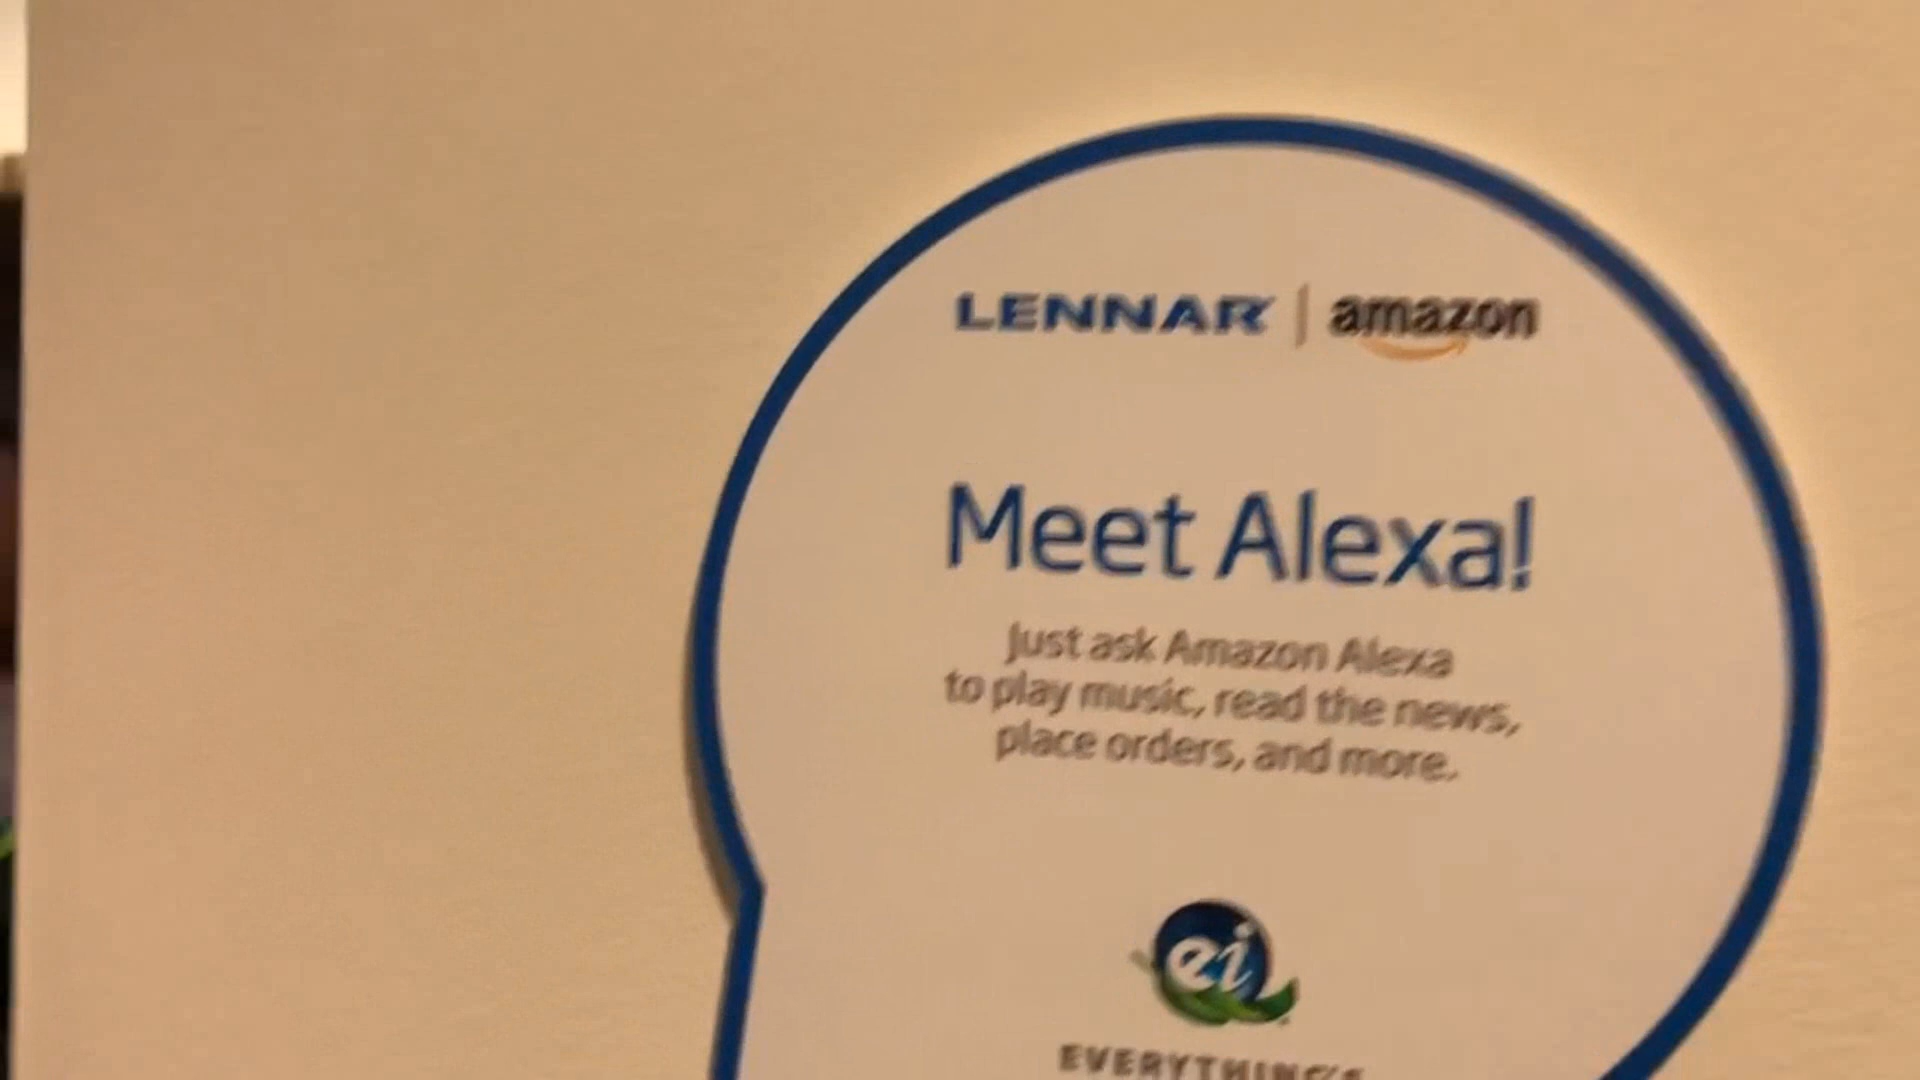 LENNAR | amazon
Meet Alexa!
Just ask Amazon Alexa
to play music, read the news,
place orders, and more.
ei
EVERYTHING'S